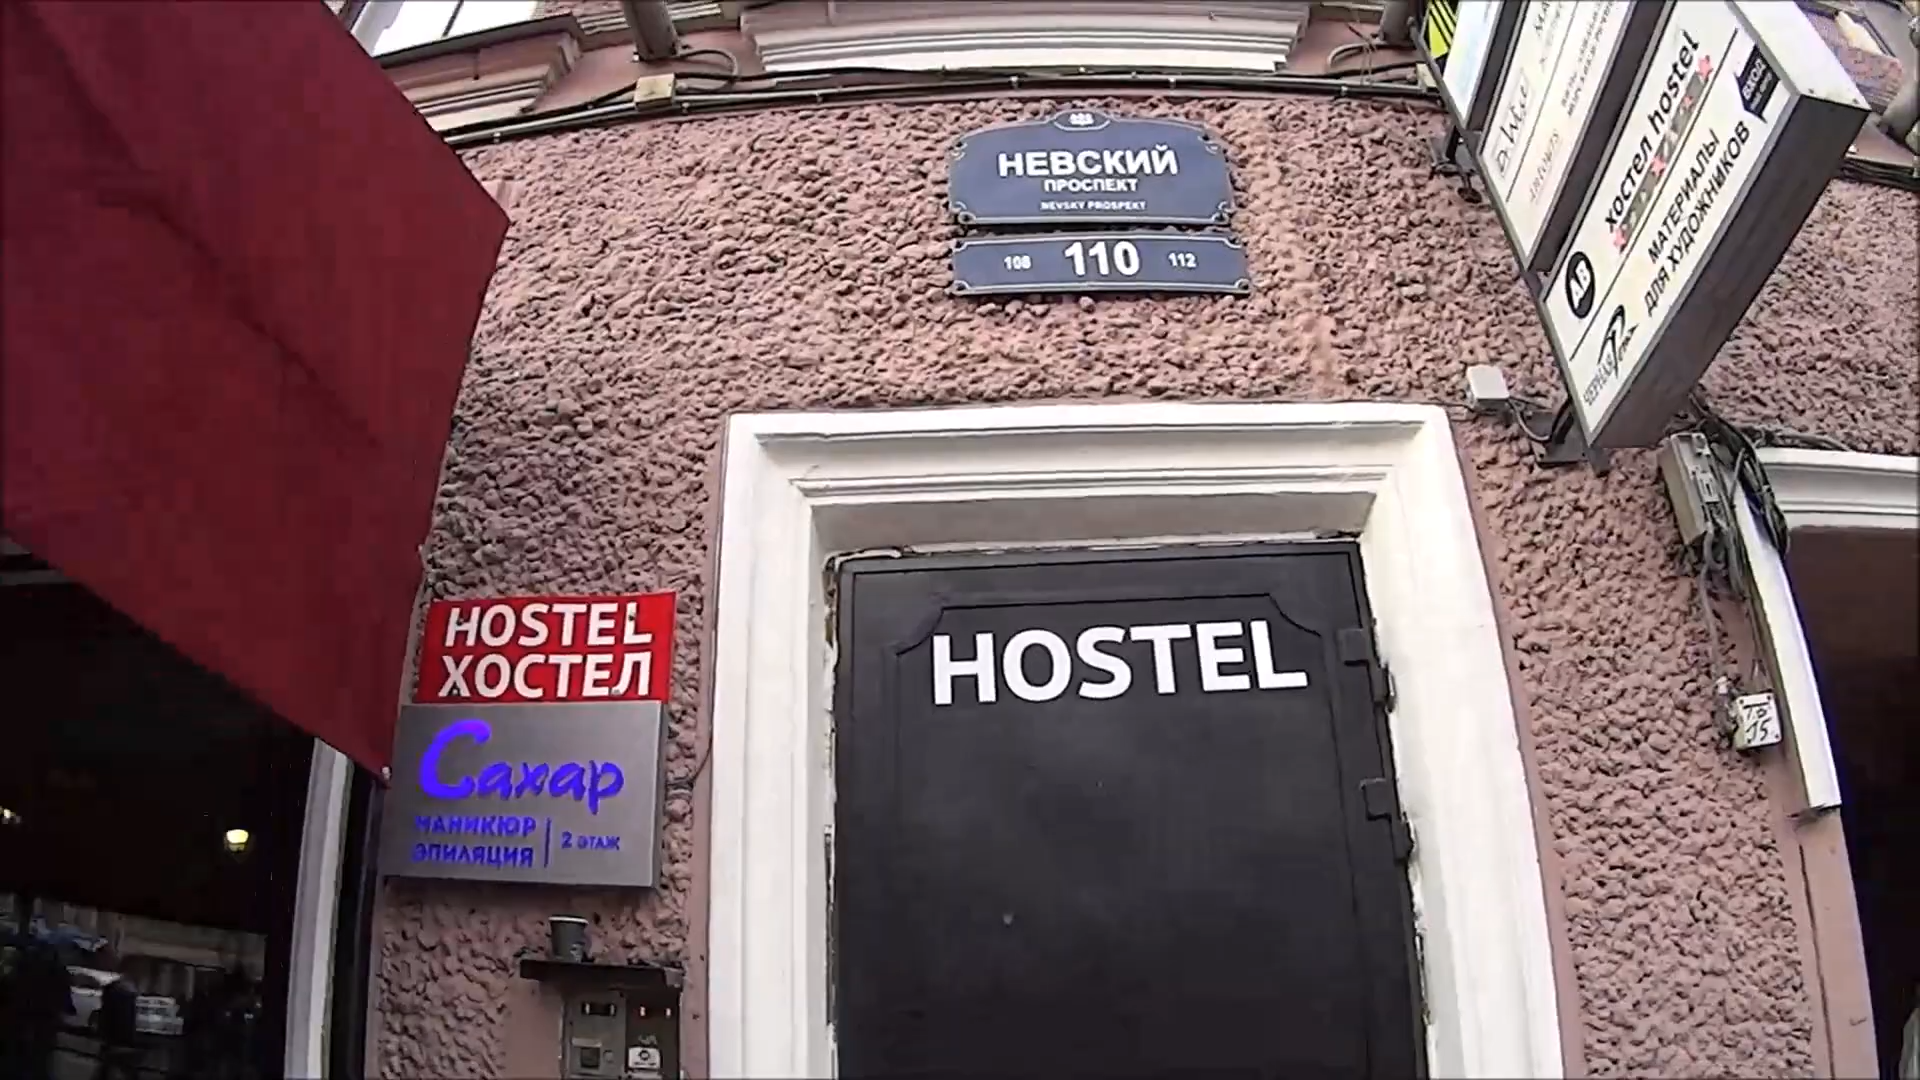 НЕВСКИЙ
ПРОСПЕКТ
NEVSKY PROSPEKT
108 110 112
хостел hostel
ВХОД
МАТЕРИАЛЫ
ДЛЯ ХУДОЖНИКОВ
HOSTEL
ХОСТЕЛ
Сахар
МАНИКЮР
ЭПИЛЯЦИЯ
2 ЭТАЖ
HOSTEL